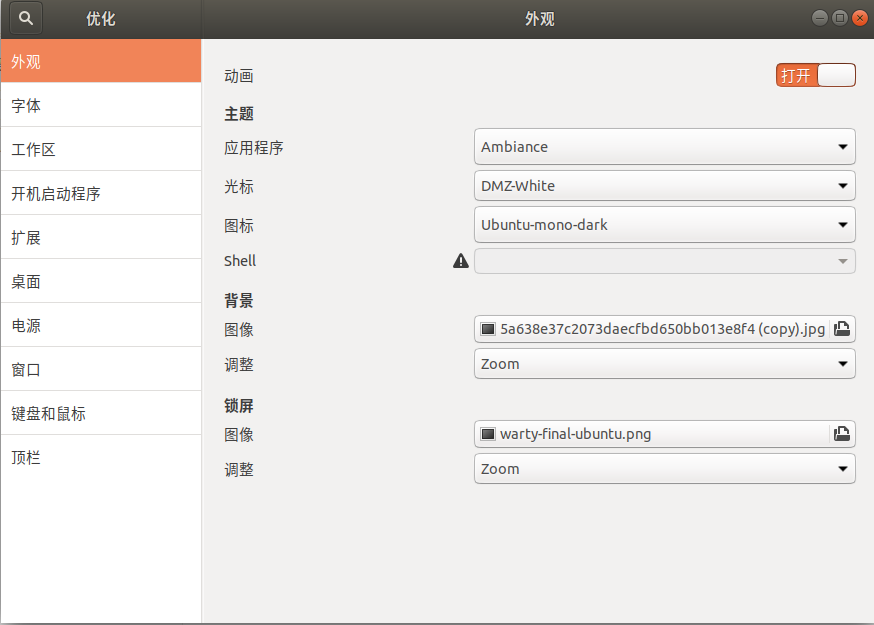 优化
外观
外观
字体
工作区
开机启动程序
扩展
桌面
电源
窗口
键盘和鼠标
顶栏
动画 打开
主题
应用程序 Ambiance
光标 DMZ-White
图标 Ubuntu-mono-dark
Shell
背景
图像 5a638e37c2073daecfbd650bb013e8f4 (copy).jpg
调整 Zoom
锁屏
图像 warty-final-ubuntu.png
调整 Zoom